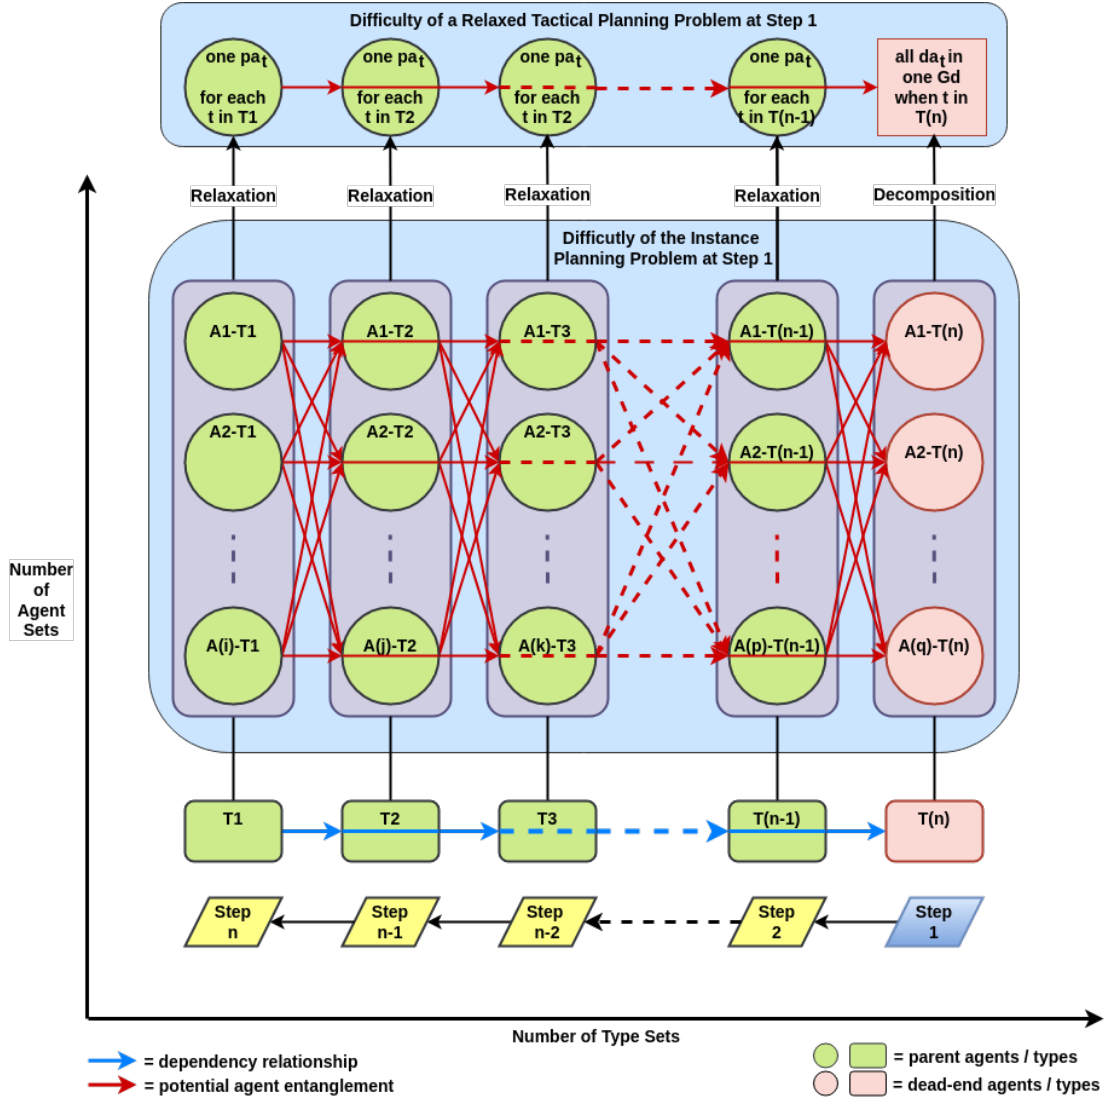 Difficulty of a Relaxed Tactical Planning Problem at Step 1
one pat
for each
t in T1
one pat
for each
t in T2
one pat
for each
t in T2
one pat
for each
t in T(n-1)
all dat in
one Gd
when t in
T(n)
Relaxation
Relaxation
Relaxation
Relaxation
Decomposition
Difficutly of the Instance
Planning Problem at Step 1
A1-T1
A1-T2
A1-T3
A1-T(n-1)
A1-T(n)
A2-T1
A2-T2
A2-T3
A2-T(n-1)
A2-T(n)
Number
of
Agent
Sets
A(i)-T1
A(j)-T2
A(k)-T3
A(p)-T(n-1)
A(q)-T(n)
T1
T2
T3
T(n-1)
T(n)
Step
n
Step
n-1
Step
n-2
Step
2
Step
1
Number of Type Sets
= dependency relationship
= potential agent entanglement
= parent agents / types
= dead-end agents / types